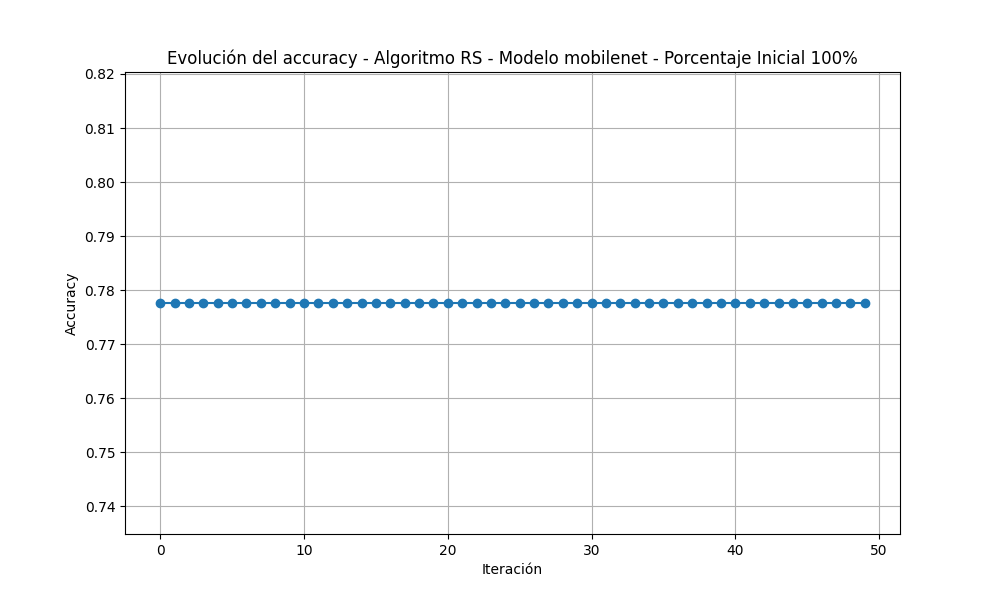 Evolución del accuracy - Algoritmo RS - Modelo mobilenet - Porcentaje Inicial 100%
0.82
0.81
0.80
0.79
0.78
0.77
0.76
0.75
0.74
Accuracy
0 10 20 30 40 50
Iteración